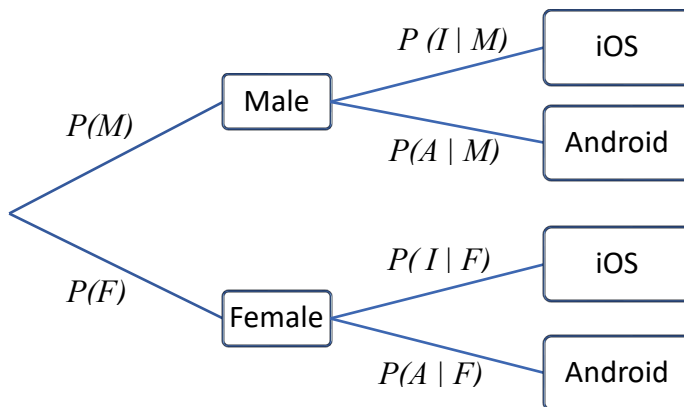 P (I | M)
iOS
Male
P(M)
P(A | M)
Android
P( I | F)
iOS
P(F)
Female
P(A | F)
Android